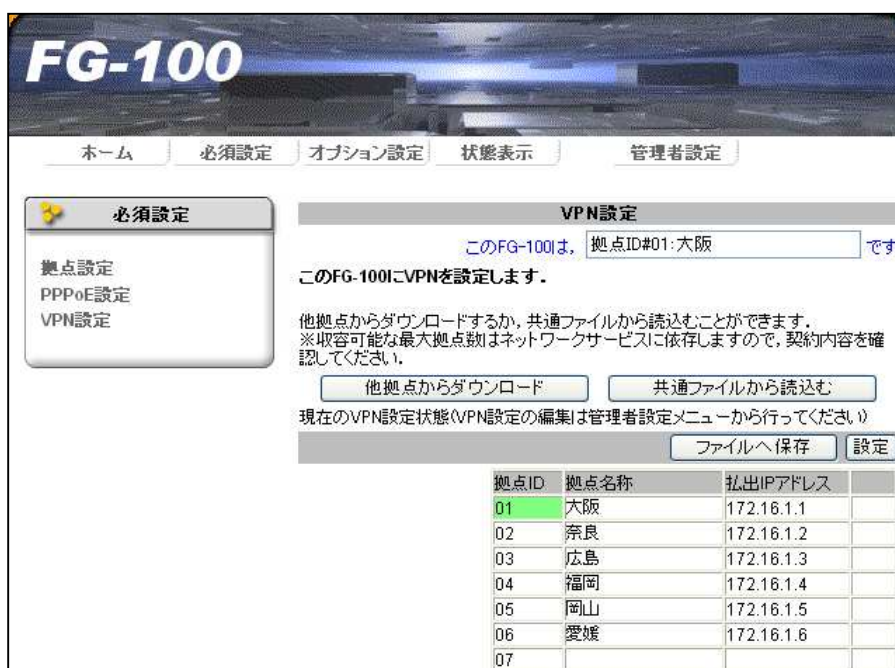 FG-100
ホーム 必須設定 オプション設定 状態表示 管理者設定
必須設定
拠点設定
PPPoE設定
VPN設定
VPN設定
このFG-100は, 拠点ID#01:大阪 です
このFG-100にVPNを設定します.
他拠点からダウンロードするか, 共通ファイルから読込むことができます.
※収容可能な最大拠点数はネットワークサービスに依存しますので, 契約内容を確
認してください.
他拠点からダウンロード 共通ファイルから読込む
現在のVPN設定状態(VPN設定の編集は管理者設定メニューから行ってください)
ファイルへ保存 設定
拠点ID 拠点名称 払出IPアドレス
01 大阪 172.16.1.1
02 奈良 172.16.1.2
03 広島 172.16.1.3
04 福岡 172.16.1.4
05 岡山 172.16.1.5
06 愛媛 172.16.1.6
07